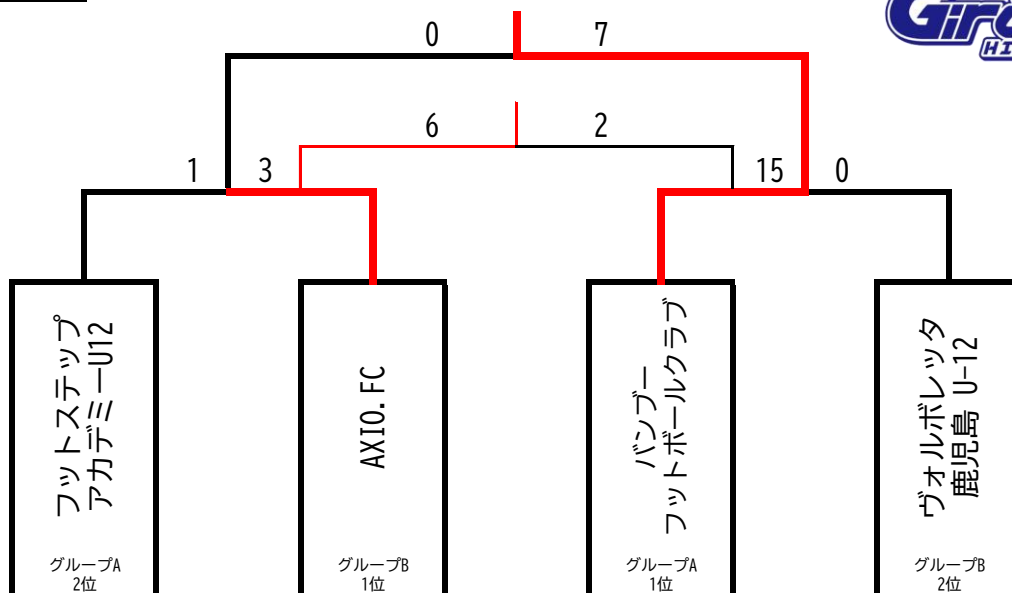 0 7
6 2
1 3 15 0
フットステップ
アカデミーU12
AXIO.FC
バンブー
フットボールクラブ
ヴォルボレッタ
鹿児島 U-12
グループA
2位
グループB
1位
グループA
1位
グループB
2位